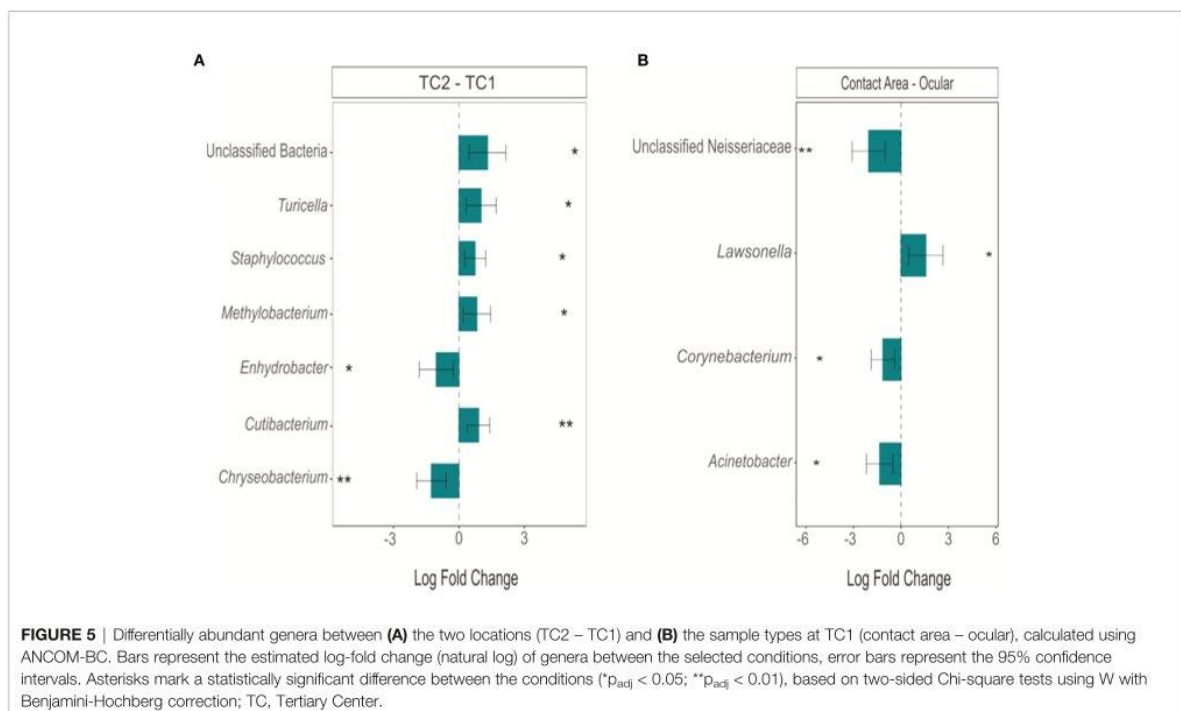 A
TC2 - TC1
Unclassified Bacteria
*
Turicella
*
Staphylococcus
*
Methylobacterium
*
Enhydrobacter
*
Cutibacterium
**
Chryseobacterium
**
-3
0
3
Log Fold Change
B
Contact Area - Ocular
Unclassified Neisseriaceae
**
Lawsonella
*
Corynebacterium
*
Acinetobacter
*
-6
-3
0
3
6
Log Fold Change
FIGURE 5 | Differentially abundant genera between (A) the two locations (TC2 – TC1) and (B) the sample types at TC1 (contact area – ocular), calculated using
ANCOM-BC. Bars represent the estimated log-fold change (natural log) of genera between the selected conditions, error bars represent the 95% confidence
intervals. Asterisks mark a statistically significant difference between the conditions (*padj < 0.05; **padj < 0.01), based on two-sided Chi-square tests using W with
Benjamini-Hochberg correction; TC, Tertiary Center.